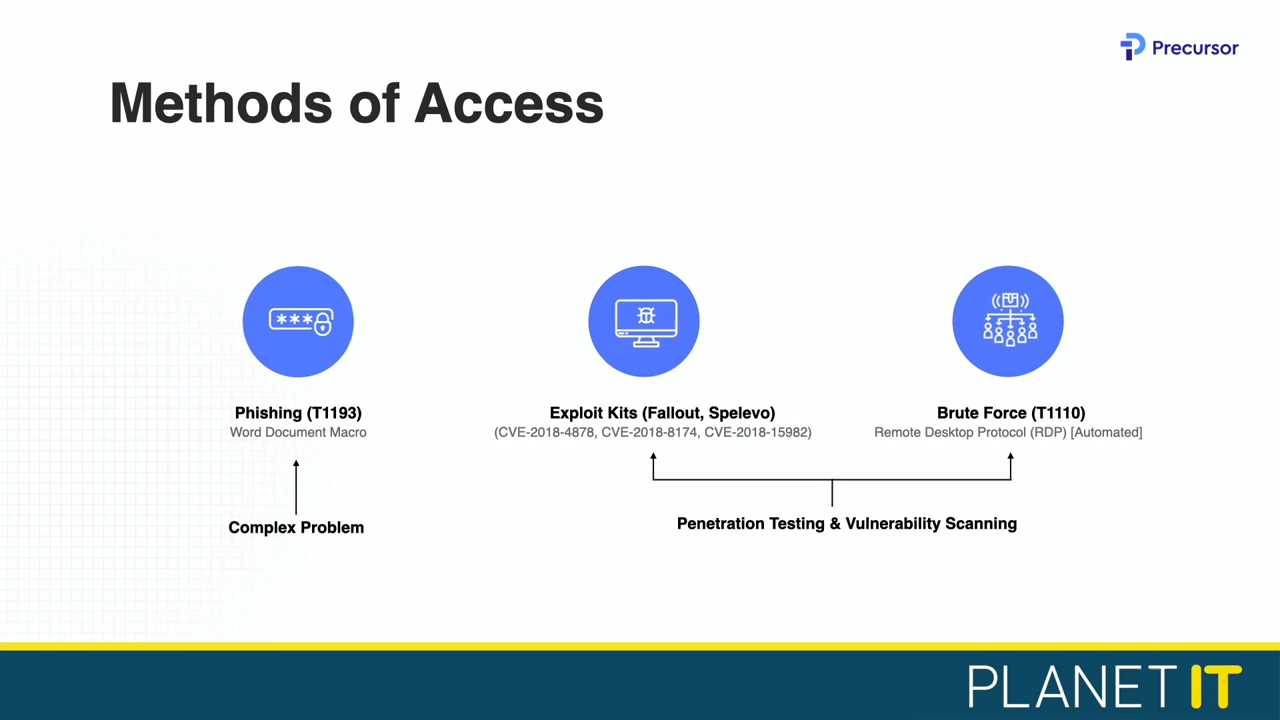 Precursor
Methods of Access
***
Phishing (T1193)
Word Document Macro
Exploit Kits (Fallout, Spelevo)
(CVE-2018-4878, CVE-2018-8174, CVE-2018-15982)
Brute Force (T1110)
Remote Desktop Protocol (RDP) [Automated]
Complex Problem
Penetration Testing & Vulnerability Scanning
PLANET IT